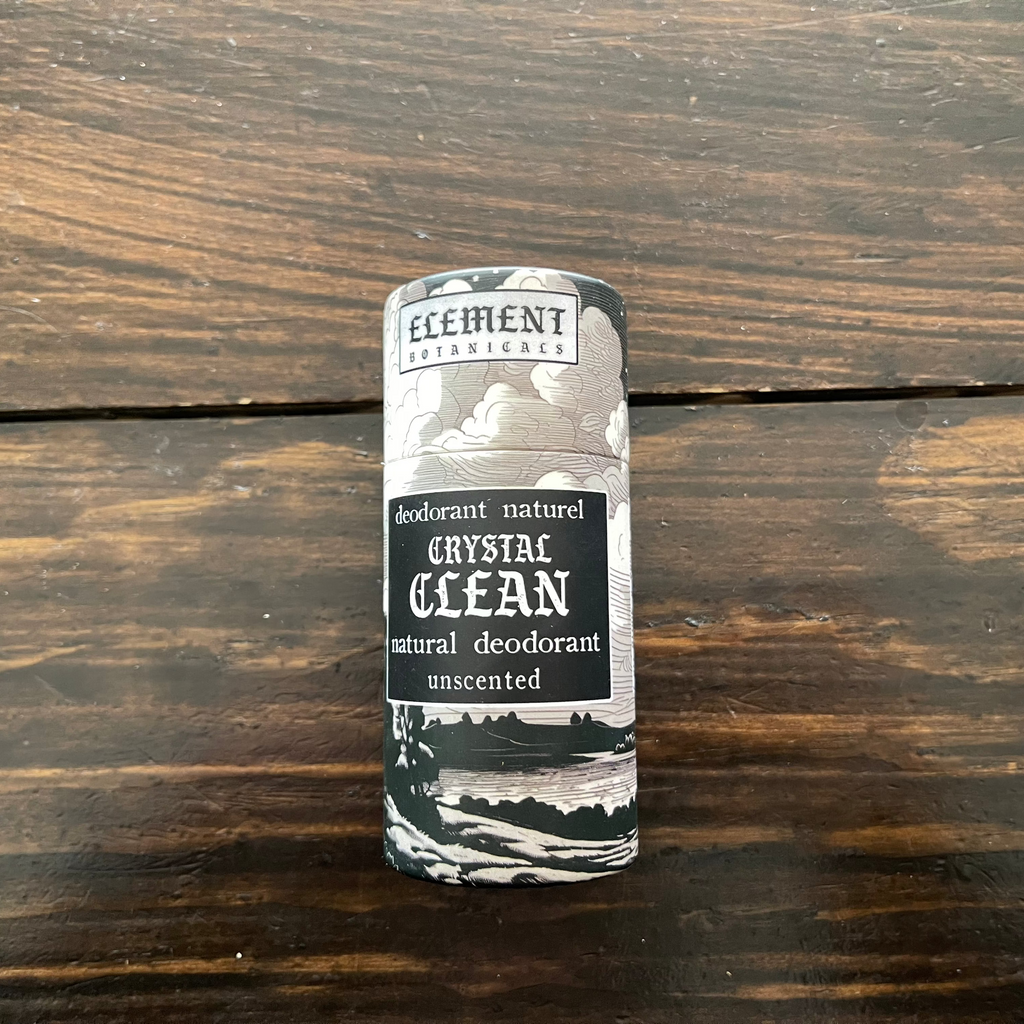 ELEMENT
BOTANICALS
deodorant naturel
CRYSTAL
CLEAN
natural deodorant
unscented